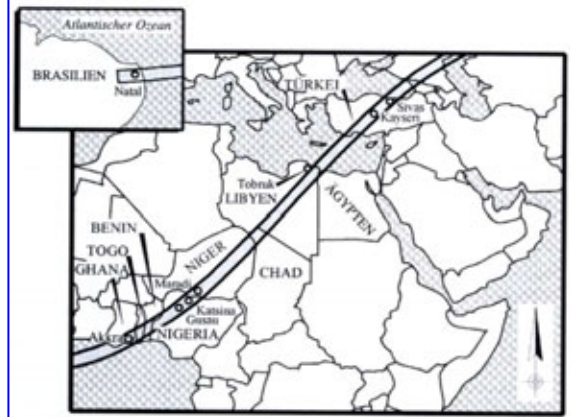 Atlantischer Ozean
BRASILIEN
Natal
TÜRKEI
Sivas
Kayseri
Tobruk
LIBYEN
ÄGYPTEN
BENIN
TOGO
GHANA
NIGER
CHAD
Maradi
Katsina
Gusau
Akkra
NIGERIA